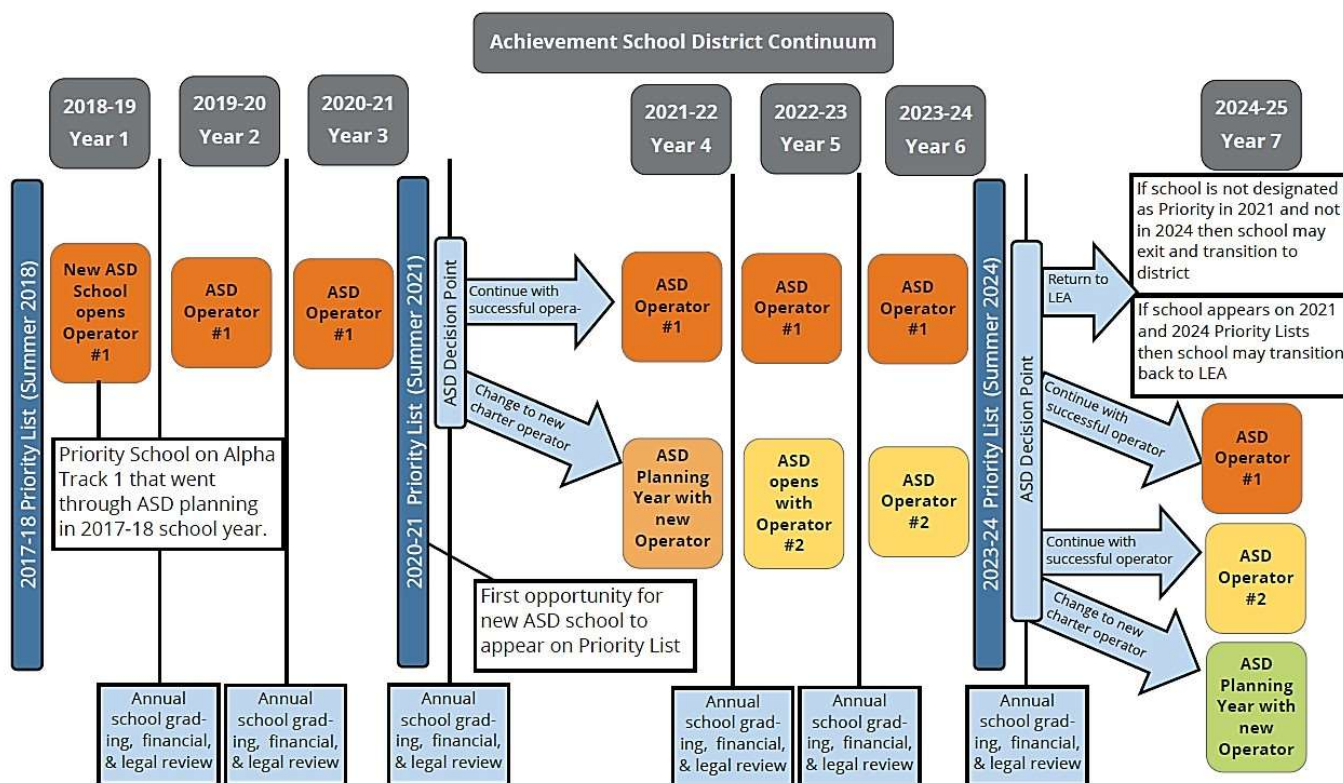 Achievement School District Continuum
2018-19
Year 1
2019-20
Year 2
2020-21
Year 3
2021-22
Year 4
2022-23
Year 5
2023-24
Year 6
2024-25
Year 7
2017-18 Priority List (Summer 2018)
New ASD
School
opens
Operator
#1
ASD
Operator
#1
ASD
Operator
#1
Priority School on Alpha
Track 1 that went
through ASD planning
in 2017-18 school year.
2020-21 Priority List (Summer 2021)
ASD Decision Point
Continue with
successful opera-
Change to new
charter operator
First opportunity for
new ASD school to
appear on Priority List
ASD
Operator
#1
ASD
Operator
#1
ASD
Operator
#1
ASD
Planning
Year with
new
Operator
ASD
opens
with
Operator
#2
ASD
Operator
#2
2023-24 Priority List (Summer 2024)
ASD Decision Point
Return to
LEA
If school is not designated
as Priority in 2021 and not
in 2024 then school may
exit and transition to
district
If school appears on 2021
and 2024 Priority Lists
then school may transition
back to LEA
Continue with
successful operator
ASD
Operator
#1
Continue with
successful operator
ASD
Operator
#2
Change to new
charter operator
ASD
Planning
Year with
new
Operator
Annual
school grad-
ing, financial,
& legal review
Annual
school grad-
ing, financial,
& legal review
Annual
school grad-
ing, financial,
& legal review
Annual
school grad-
ing, financial,
& legal review
Annual
school grad-
ing, financial,
& legal review
Annual
school grad-
ing, financial,
& legal review